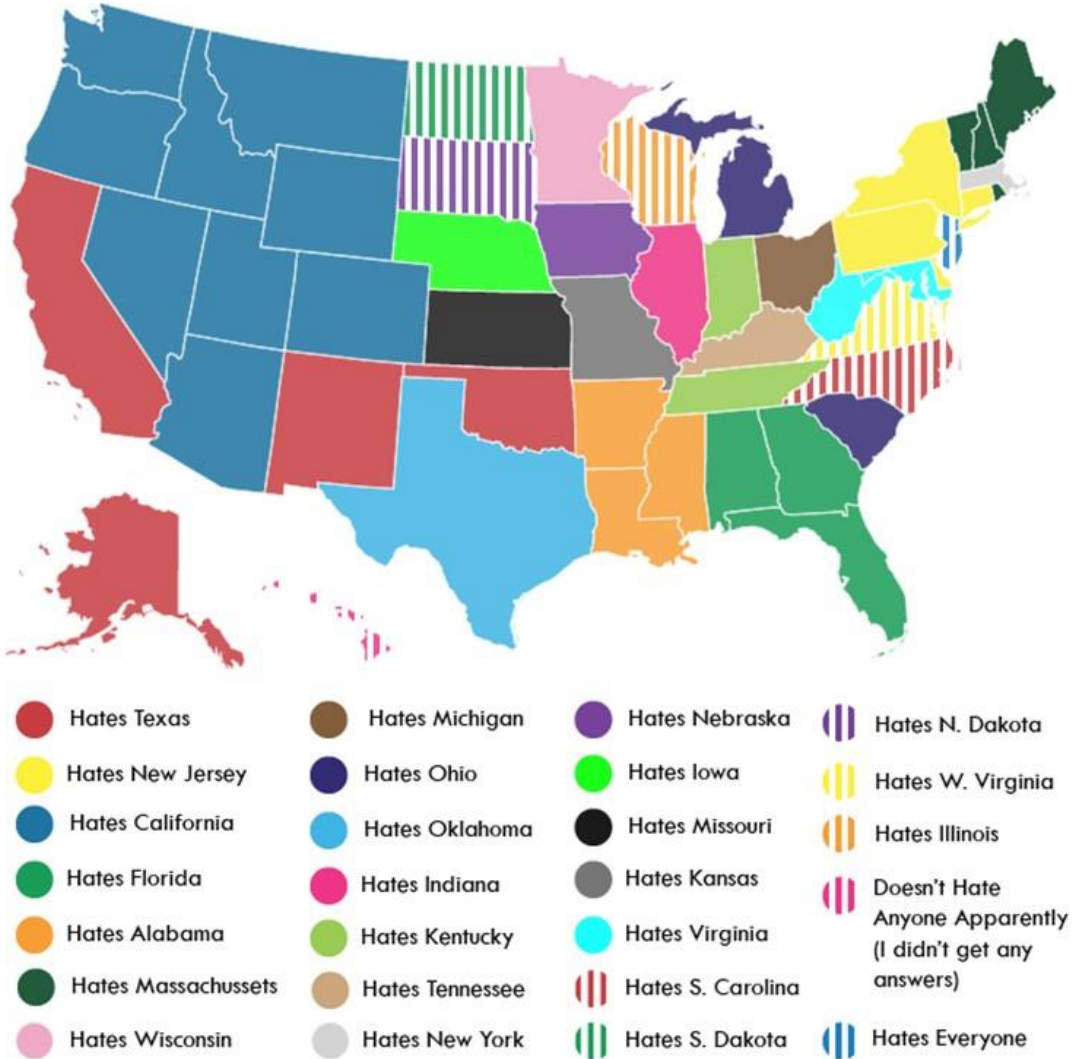 Hates Texas
Hates New Jersey
Hates California
Hates Florida
Hates Alabama
Hates Massachussets
Hates Wisconsin
Hates Michigan
Hates Ohio
Hates Oklahoma
Hates Indiana
Hates Kentucky
Hates Tennessee
Hates New York
Hates Nebraska
Hates Iowa
Hates Missouri
Hates Kansas
Hates Virginia
Hates S. Carolina
Hates S. Dakota
Hates N. Dakota
Hates W. Virginia
Hates Illinois
Doesn't Hate
Anyone Apparently
(I didn't get any
answers)
Hates Everyone